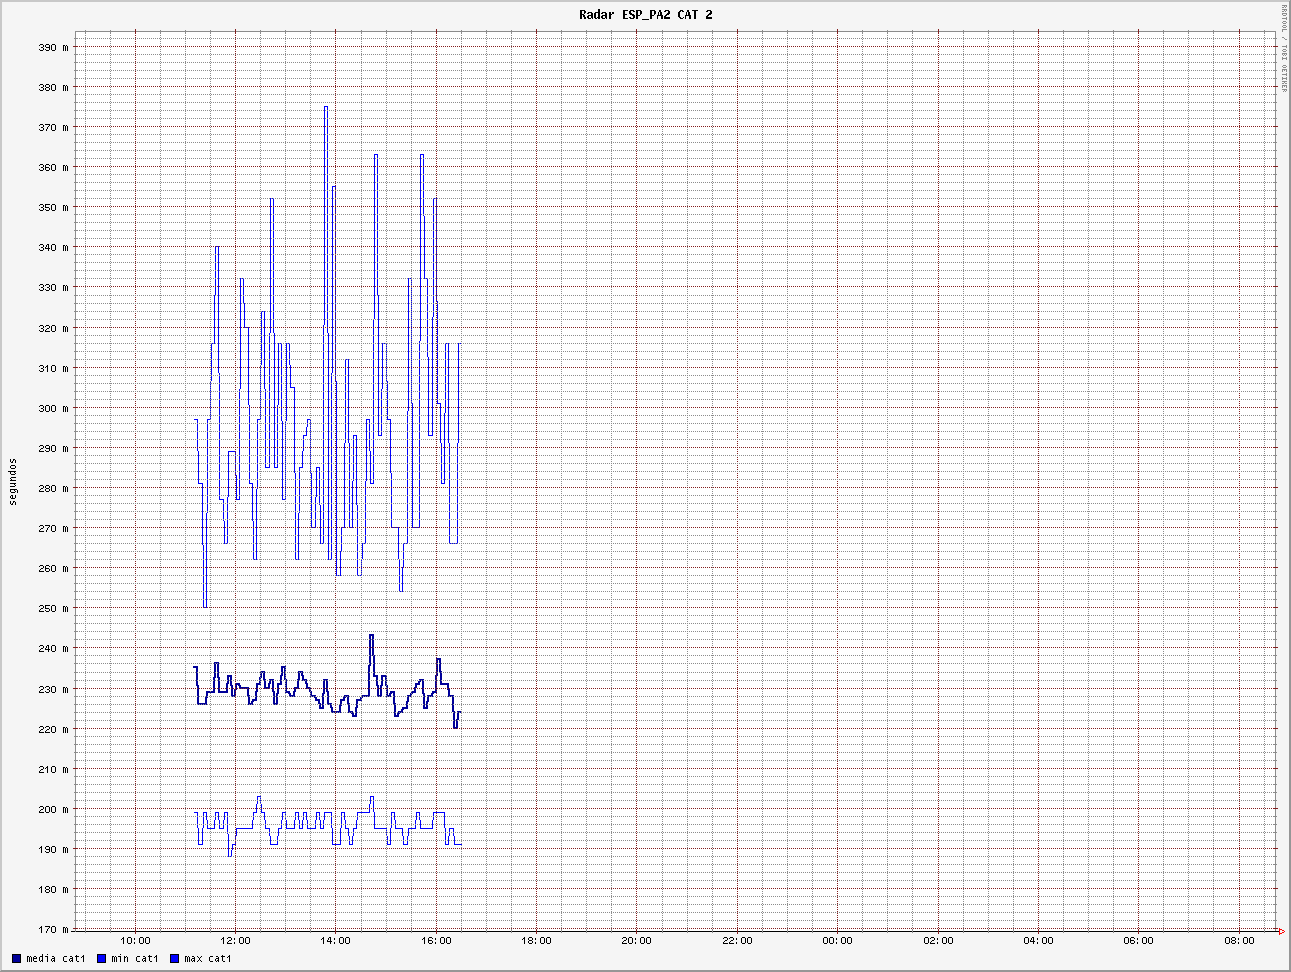 Radar ESP_PA2 CAT 2
RRDTOOL / TOBI OETIKER
segundos
390 m
380 m
370 m
360 m
350 m
340 m
330 m
320 m
310 m
300 m
290 m
280 m
270 m
260 m
250 m
240 m
230 m
220 m
210 m
200 m
190 m
180 m
170 m
10:00 12:00 14:00 16:00 18:00 20:00 22:00 00:00 02:00 04:00 06:00 08:00
media cat1 min cat1 max cat1